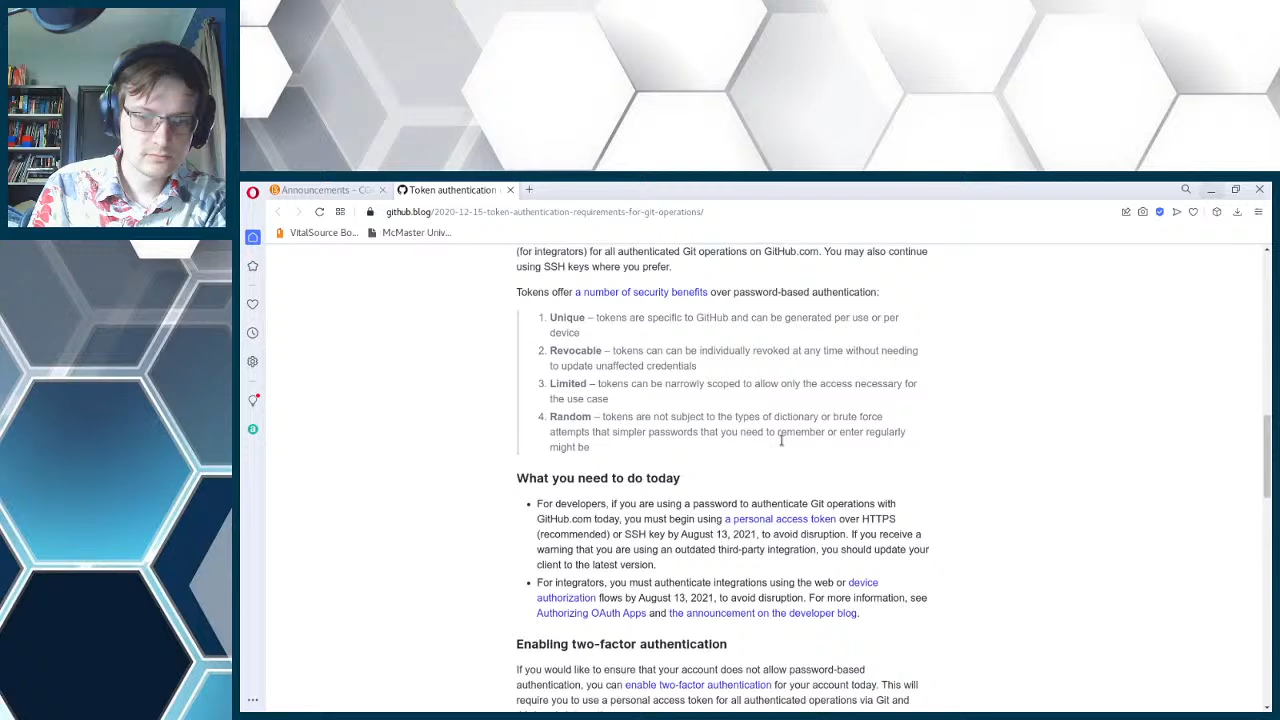 Announcements - CG
Token authentication
github.blog/2020-12-15-token-authentication-requirements-for-git-operations/
VitalSource Bo...
McMaster Univ...
(for integrators) for all authenticated Git operations on GitHub.com. You may also continue
using SSH keys where you prefer.
Tokens offer a number of security benefits over password-based authentication:
1. Unique – tokens are specific to GitHub and can be generated per use or per
device
2. Revocable – tokens can can be individually revoked at any time without needing
to update unaffected credentials
3. Limited – tokens can be narrowly scoped to allow only the access necessary for
the use case
4. Random – tokens are not subject to the types of dictionary or brute force
attempts that simpler passwords that you need to remember or enter regularly
might be
What you need to do today
• For developers, if you are using a password to authenticate Git operations with
GitHub.com today, you must begin using a personal access token over HTTPS
(recommended) or SSH key by August 13, 2021, to avoid disruption. If you receive a
warning that you are using an outdated third-party integration, you should update your
client to the latest version.
• For integrators, you must authenticate integrations using the web or device
authorization flows by August 13, 2021, to avoid disruption. For more information, see
Authorizing OAuth Apps and the announcement on the developer blog.
Enabling two-factor authentication
If you would like to ensure that your account does not allow password-based
authentication, you can enable two-factor authentication for your account today. This will
require you to use a personal access token for all authenticated operations via Git and